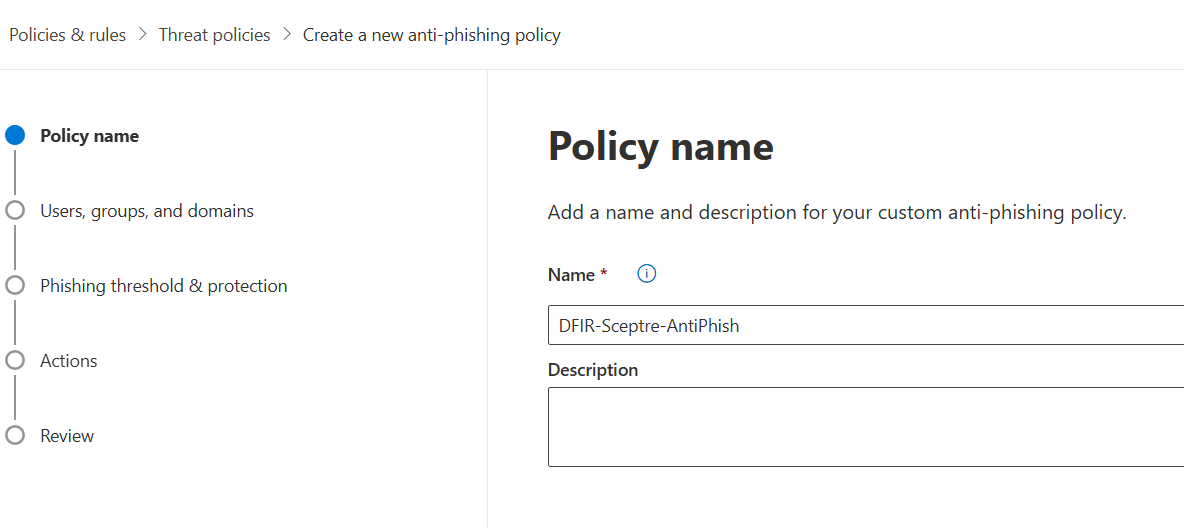 Policies & rules > Threat policies > Create a new anti-phishing policy
Policy name
Users, groups, and domains
Phishing threshold & protection
Actions
Review
Policy name
Add a name and description for your custom anti-phishing policy.
Name *
DFIR-Sceptre-AntiPhish
Description